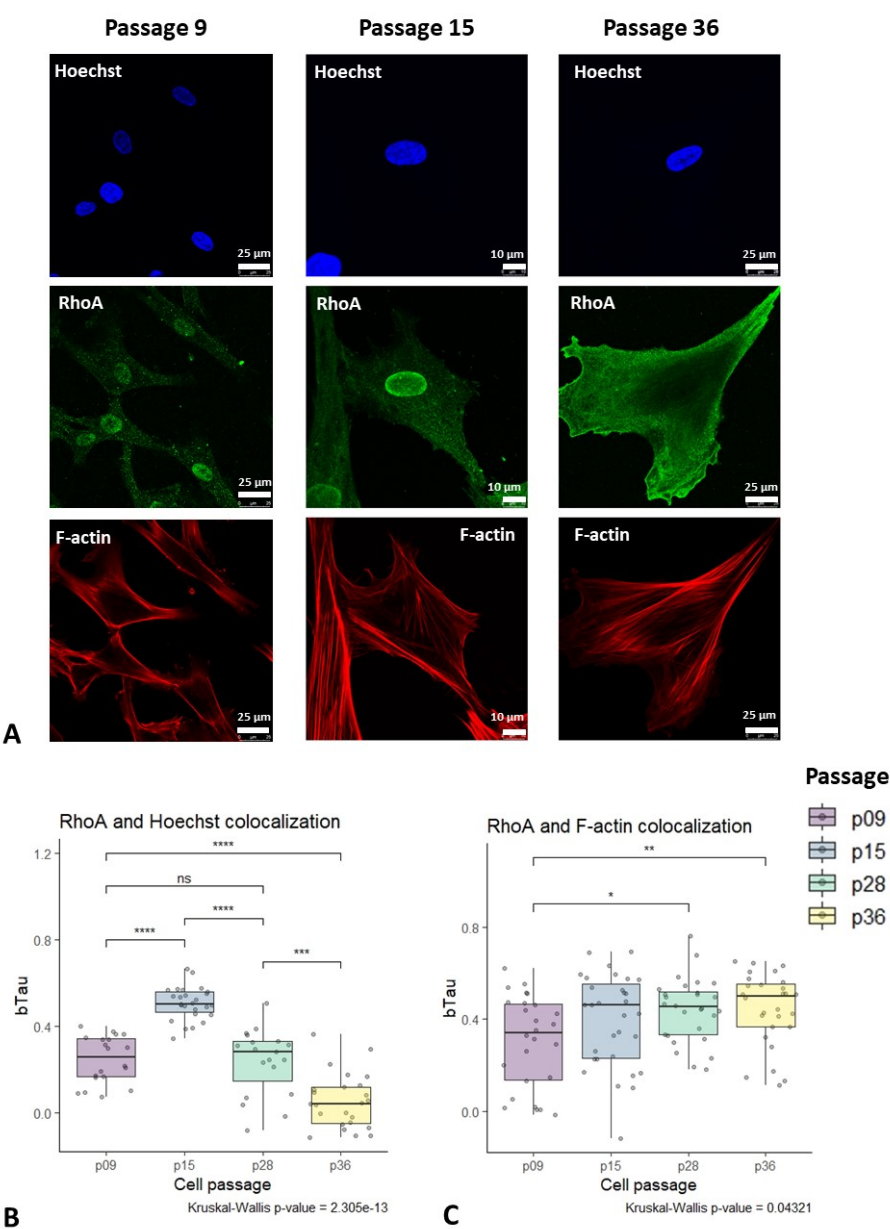 Passage 9
Passage 15
Passage 36
Hoechst
Hoechst
Hoechst
25 µm
10 µm
25 µm
RhoA
RhoA
RhoA
25 µm
10 µm
25 µm
F-actin
F-actin
F-actin
25 µm
10 µm
25 µm
A
Passage
p09
p15
p28
p36
RhoA and Hoechst colocalization
****
ns
****
****
***
1.2
0.8
0.4
0.0
bTau
p09
p15
p28
p36
Cell passage
Kruskal-Wallis p-value = 2.305e-13
B
RhoA and F-actin colocalization
**
*
0.8
0.4
0.0
bTau
p09
p15
p28
p36
Cell passage
Kruskal-Wallis p-value = 0.04321
C